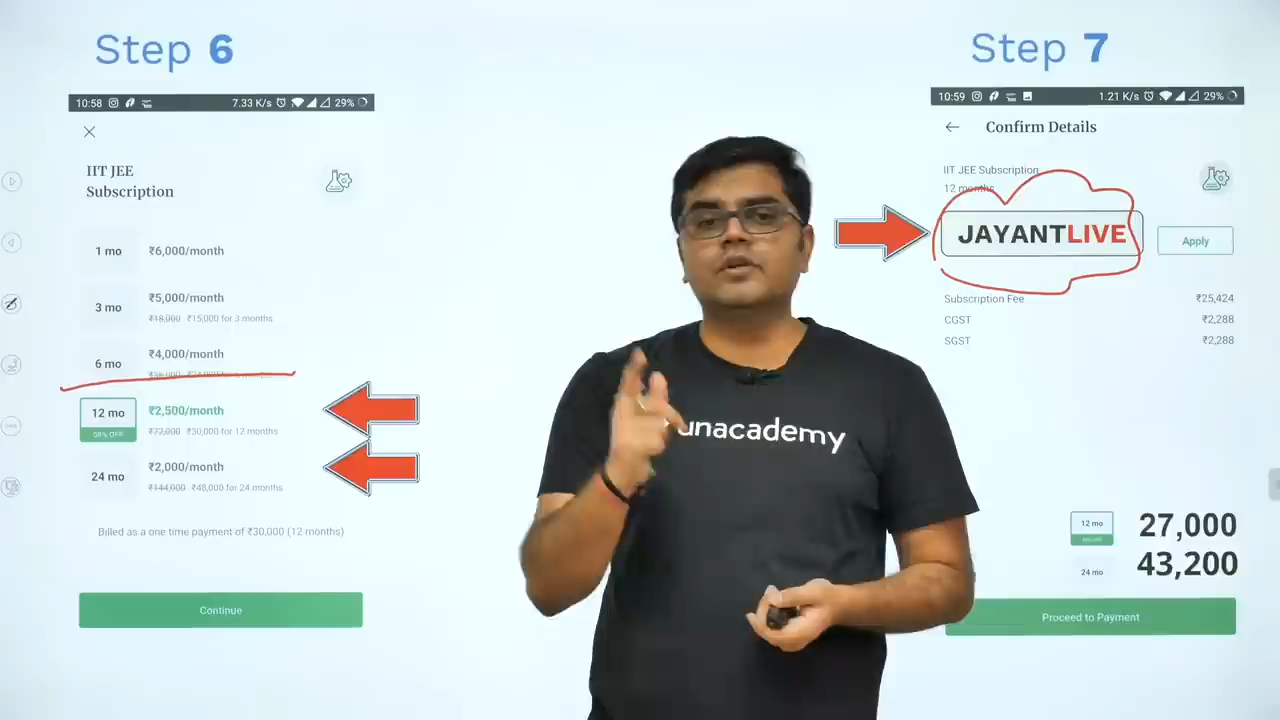 Step 6
10:58 7.33 K/s 29%
IIT JEE
Subscription
1 mo ₹6,000/month
3 mo ₹5,000/month
₹18,000 ₹15,000 for 3 months
6 mo ₹4,000/month
12 mo ₹2,500/month
58% OFF ₹72,000 ₹30,000 for 12 months
24 mo ₹2,000/month
₹144,000 ₹48,000 for 24 months
Billed as a one time payment of ₹30,000 (12 months)
Continue
unacademy
Step 7
10:59 1.21 K/s 29%
Confirm Details
IIT JEE Subscription
12 months
JAYANTLIVE
Apply
Subscription Fee ₹25,424
CGST ₹2,288
SGST ₹2,288
12 mo 27,000
24 mo 43,200
Proceed to Payment